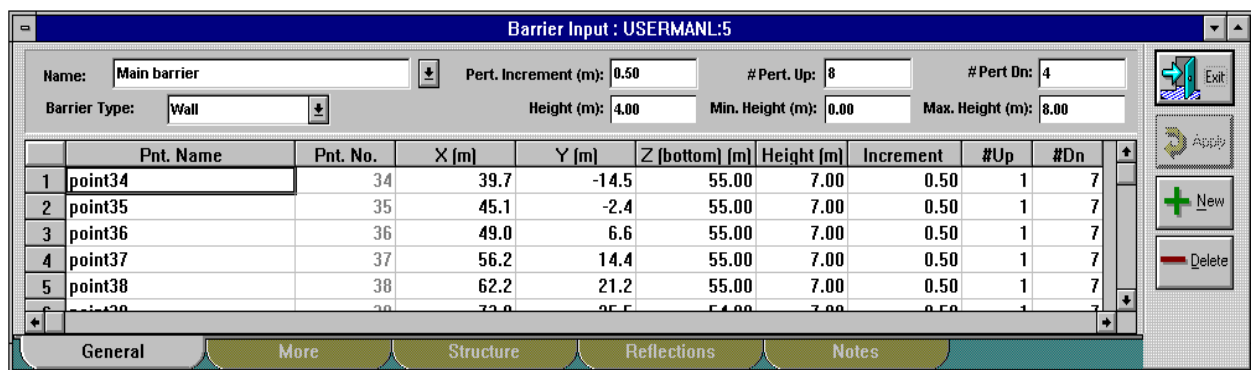 Barrier Input : USERMANL:5
Name: Main barrier Pert. Increment (m): 0.50 #Pert. Up: 8 #Pert Dn: 4
Barrier Type: Wall Height (m): 4.00 Min. Height (m): 0.00 Max. Height (m): 8.00
Exit
Apply
New
Delete
Pnt. Name Pnt. No. X (m) Y (m) Z (bottom) (m) Height (m) Increment #Up #Dn
1 point34 34 39.7 -14.5 55.00 7.00 0.50 1 7
2 point35 35 45.1 -2.4 55.00 7.00 0.50 1 7
3 point36 36 49.0 6.6 55.00 7.00 0.50 1 7
4 point37 37 56.2 14.4 55.00 7.00 0.50 1 7
5 point38 38 62.2 21.2 55.00 7.00 0.50 1 7
General More Structure Reflections Notes